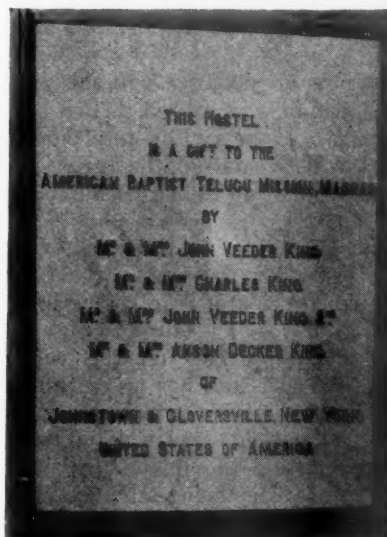 THIS HOSTEL
IS A GIFT TO THE
AMERICAN BAPTIST TELUGU MISSION, MADRAS
BY
MR & MRS JOHN VEEDER KING
MR & MRS CHARLES KING
MR & MRS JOHN VEEDER KING 2ND
MR & MRS ANSON DECKER KING
OF
JOHNSTOWN & GLOVERSVILLE, NEW YORK
UNITED STATES OF AMERICA